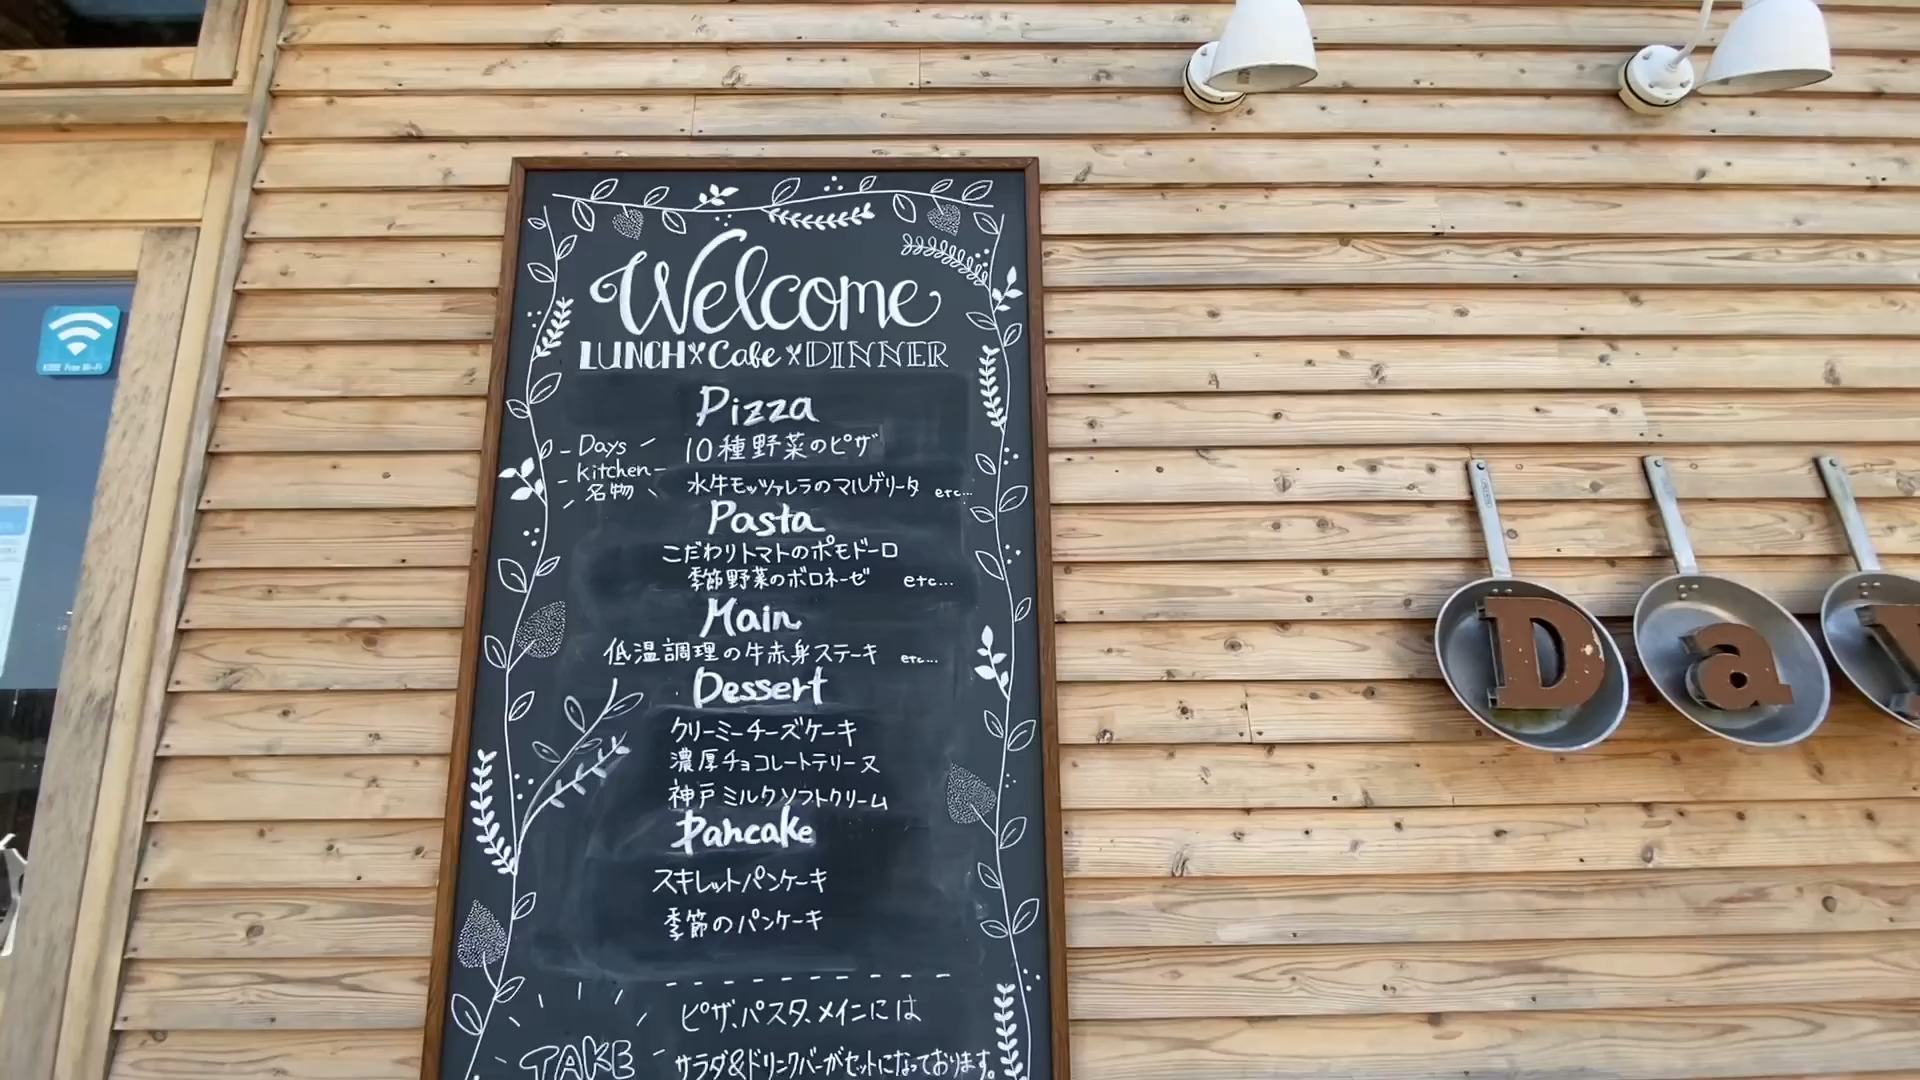 KOBE Free Wi-Fi
Welcome
LUNCH Cafe DINNER
Pizza
Days
Kitchen
名物
10種野菜のピザ
水牛モッツァレラのマルゲリータ etc...
Pasta
こだわりトマトのポモドーロ
季節野菜のボロネーゼ etc...
Main
低温調理の牛赤身ステーキ etc...
Dessert
クリーミーチーズケーキ
濃厚チョコレートテリーヌ
神戸ミルクソフトクリーム
Pancake
スキレットパンケーキ
季節のパンケーキ
ピザ、パスタ、メインには
TAKE
サラダ&ドリンクバーがセットになっております。
Day